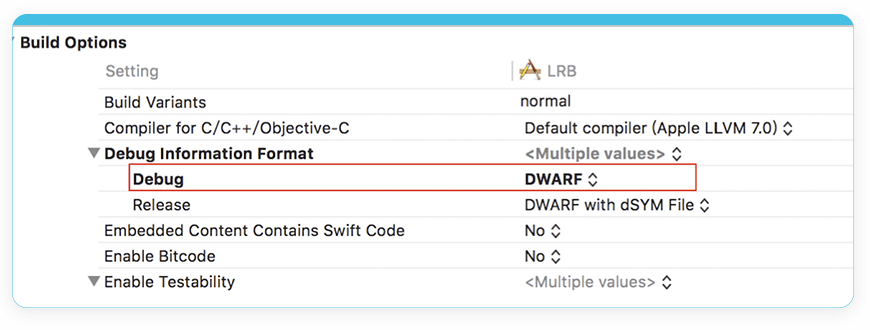 Build Options
Setting LRB
Build Variants normal
Compiler for C/C++/Objective-C Default compiler (Apple LLVM 7.0)
Debug Information Format <Multiple values>
Debug DWARF
Release DWARF with dSYM File
Embedded Content Contains Swift Code No
Enable Bitcode No
Enable Testability <Multiple values>